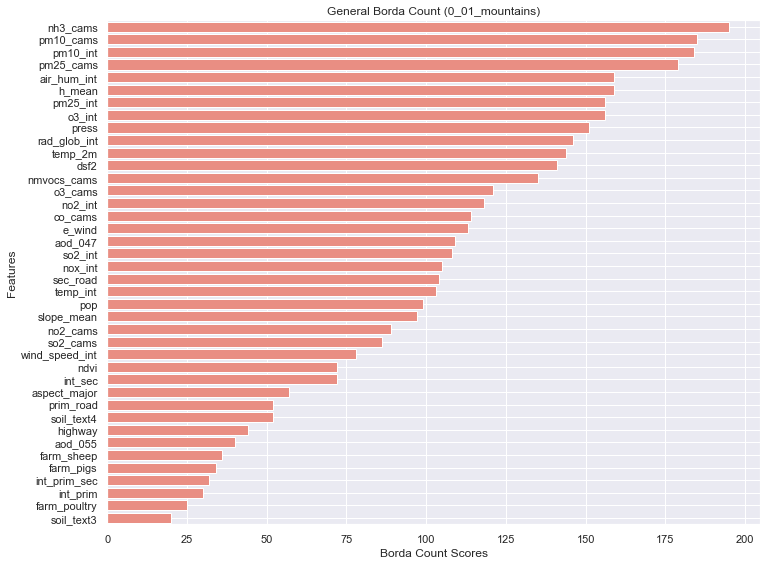 General Borda Count (0_01_mountains)
Features
nh3_cams
pm10_cams
pm10_int
pm25_cams
air_hum_int
h_mean
pm25_int
o3_int
press
rad_glob_int
temp_2m
dsf2
nmvocs_cams
o3_cams
no2_int
co_cams
e_wind
aod_047
so2_int
nox_int
sec_road
temp_int
pop
slope_mean
no2_cams
so2_cams
wind_speed_int
ndvi
int_sec
aspect_major
prim_road
soil_text4
highway
aod_055
farm_sheep
farm_pigs
int_prim_sec
int_prim
farm_poultry
soil_text3
0 25 50 75 100 125 150 175 200
Borda Count Scores